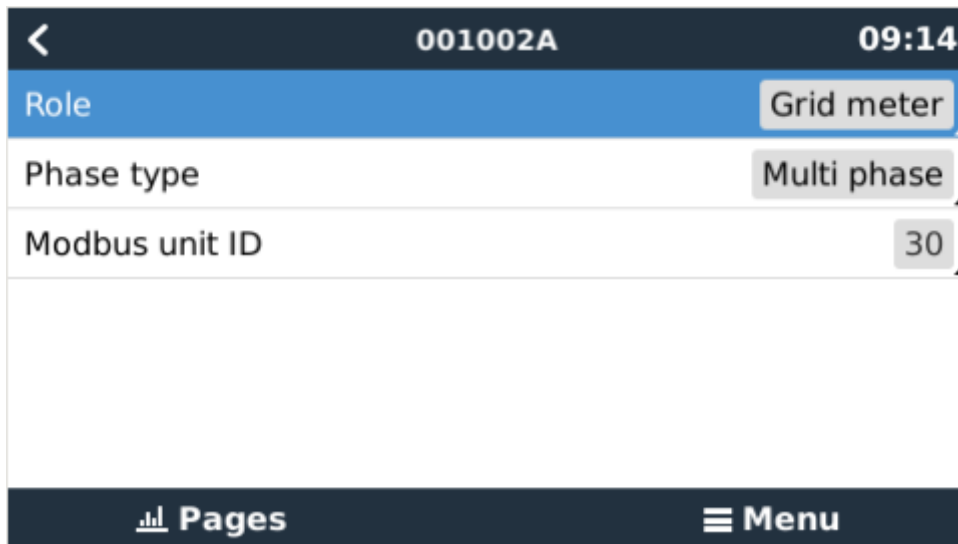 001002A 09:14
Role Grid meter
Phase type Multi phase
Modbus unit ID 30
Pages Menu